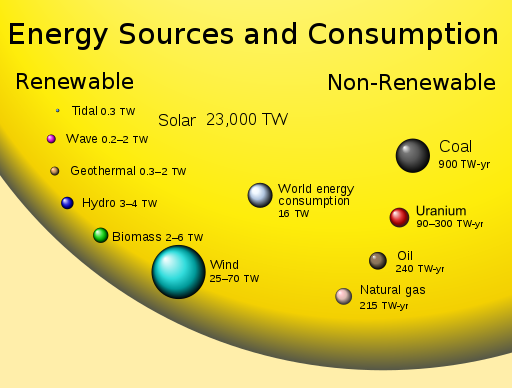 Energy Sources and Consumption
Renewable
Non-Renewable
Tidal 0.3 TW
Wave 0.2–2 TW
Geothermal 0.3–2 TW
Hydro 3–4 TW
Biomass 2–6 TW
Wind
25–70 TW
Solar 23,000 TW
World energy
consumption
16 TW
Coal
900 TW-yr
Uranium
90–300 TW-yr
Oil
240 TW-yr
Natural gas
215 TW-yr